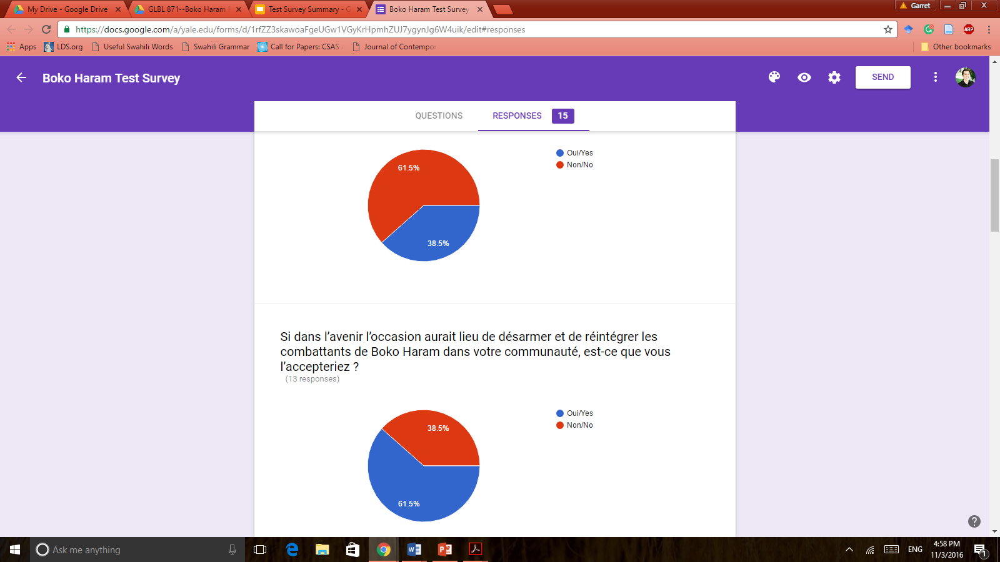 My Drive - Google Drive
GLBL 871--Boko Haram
Test Survey Summary - G
Boko Haram Test Survey
Garret
https://docs.google.com/a/yale.edu/forms/d/1rfZZ3skawoaFgeUGw1VGyKrHpmhZUJ7ygynJg6W4uik/edit#responses
ABP
Apps
LDS.org
Useful Swahili Words
Swahili Grammar
Call for Papers: CSAS
Journal of Contempor
Other bookmarks
Boko Haram Test Survey
SEND
QUESTIONS
RESPONSES
15
61.5%
38.5%
Oui/Yes
Non/No
Si dans l’avenir l’occasion aurait lieu de désarmer et de réintégrer les
combattants de Boko Haram dans votre communauté, est-ce que vous
l’accepteriez ?
(13 responses)
38.5%
61.5%
Oui/Yes
Non/No
Ask me anything
ENG
4:58 PM
11/3/2016
1